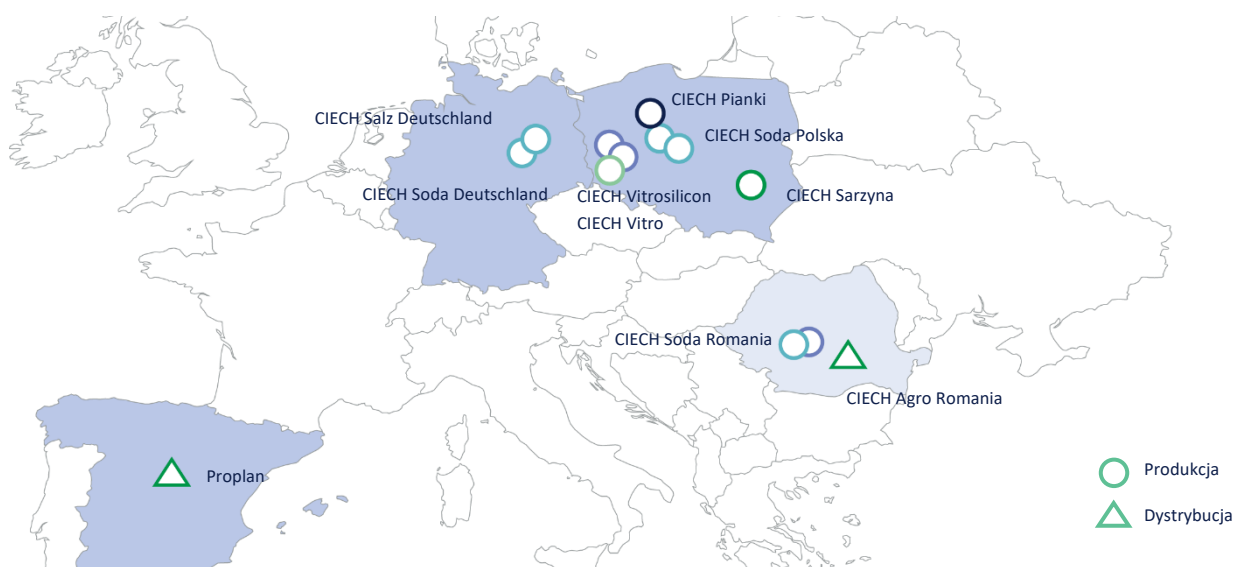 CIECH Pianki
CIECH Salz Deutschland
CIECH Soda Polska
CIECH Soda Deutschland
CIECH Vitrosilicon
CIECH Sarzyna
CIECH Vitro
CIECH Soda Romania
CIECH Agro Romania
Proplan
Produkcja
Dystrybucja